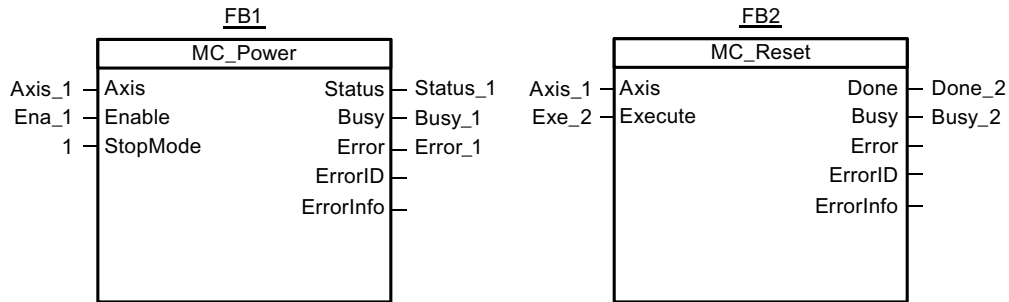 FB1
MC_Power
Axis_1 Axis Status Status_1
Ena_1 Enable Busy Busy_1
1 StopMode Error Error_1
ErrorID
ErrorInfo
FB2
MC_Reset
Axis_1 Axis Done Done_2
Exe_2 Execute Busy Busy_2
Error
ErrorID
ErrorInfo